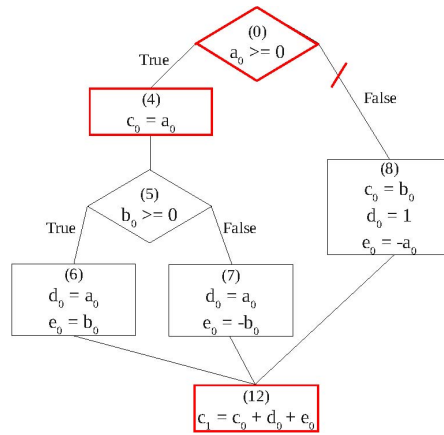 (0)
a₀ >= 0
True
False
(4)
c₀ = a₀
(5)
b₀ >= 0
True
False
(8)
c₀ = b₀
d₀ = 1
e₀ = -a₀
(6)
d₀ = a₀
e₀ = b₀
(7)
d₀ = a₀
e₀ = -b₀
(12)
c₁ = c₀ + d₀ + e₀